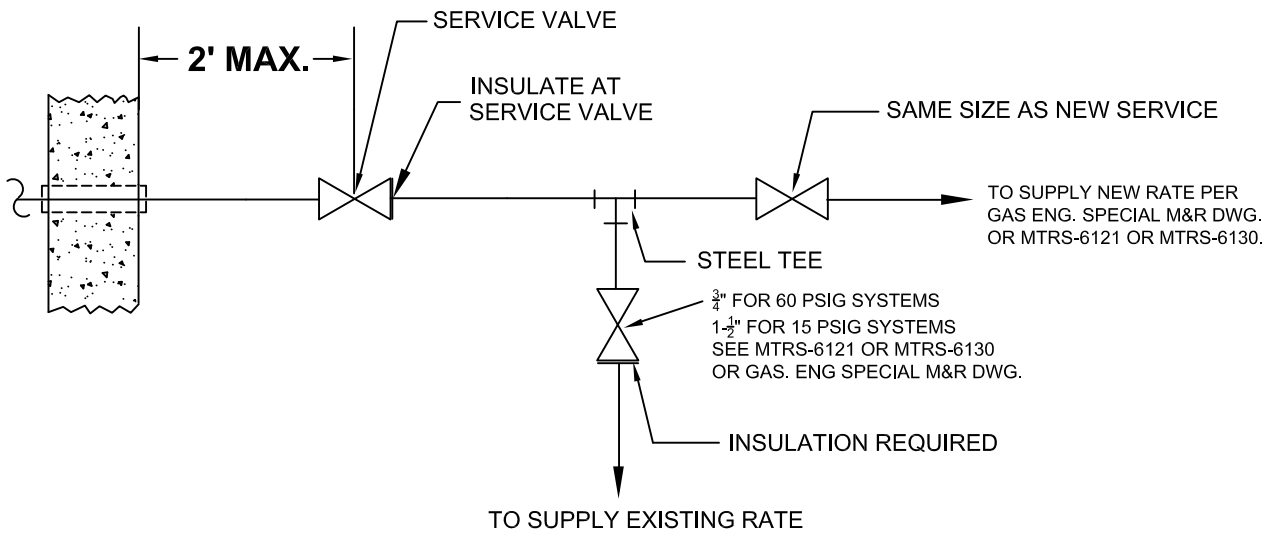 SERVICE VALVE
2' MAX.
INSULATE AT
SERVICE VALVE
SAME SIZE AS NEW SERVICE
TO SUPPLY NEW RATE PER
GAS ENG. SPECIAL M&R DWG.
OR MTRS-6121 OR MTRS-6130.
STEEL TEE
3/4" FOR 60 PSIG SYSTEMS
1-1/2" FOR 15 PSIG SYSTEMS
SEE MTRS-6121 OR MTRS-6130
OR GAS. ENG SPECIAL M&R DWG.
INSULATION REQUIRED
TO SUPPLY EXISTING RATE